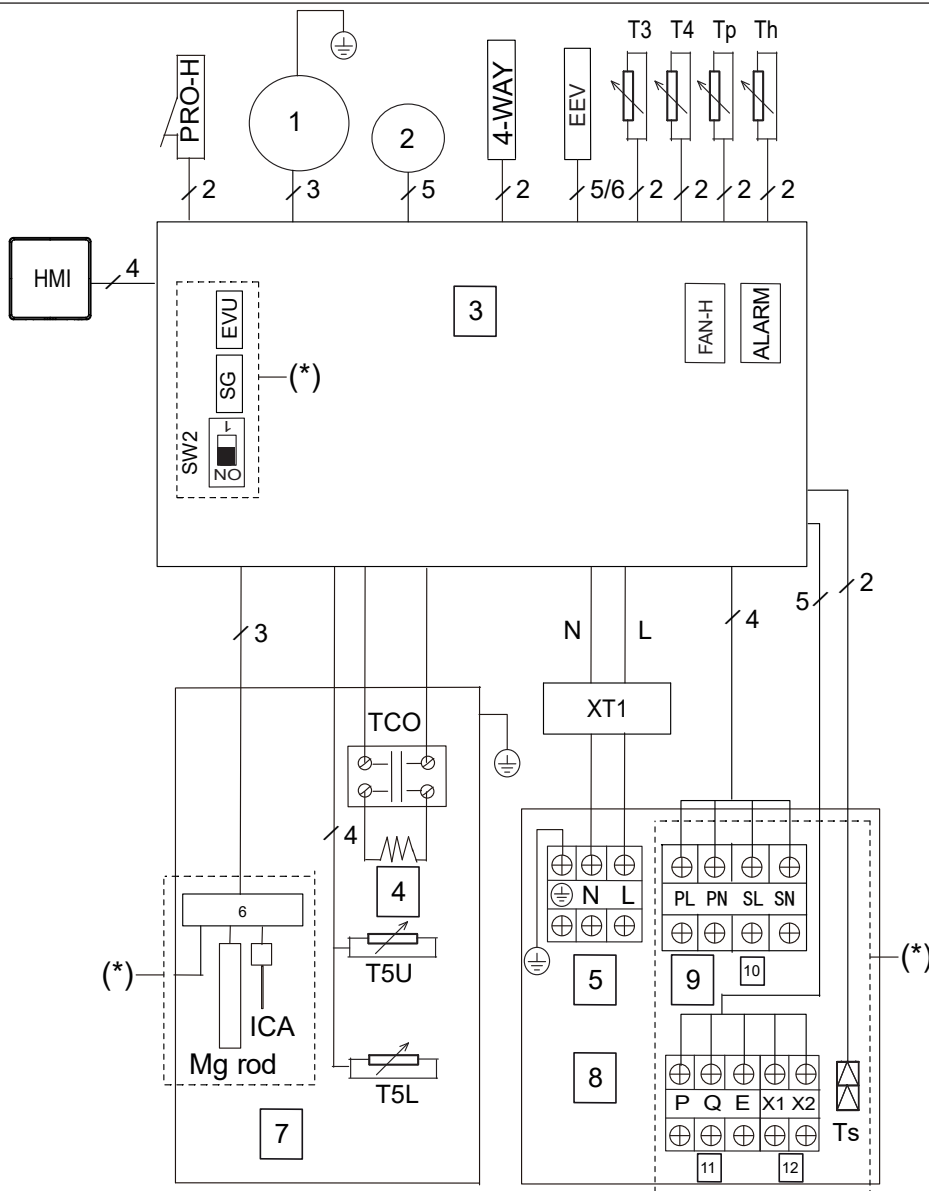 T3 T4 Tp Th
PRO-H
1
2
4-WAY
EEV
2 3 5 2 5/6 2 2 2 2
HMI
4
EVU
SG
SW2
1
ON
(*)
3
FAN-H
ALARM
3
N L
4
5
2
TCO
XT1
4
4
6
(*)
ICA
Mg rod
T5U
T5L
7
N L
5
8
PL PN SL SN
9
10
(*)
P Q E X1 X2
11
12
Ts